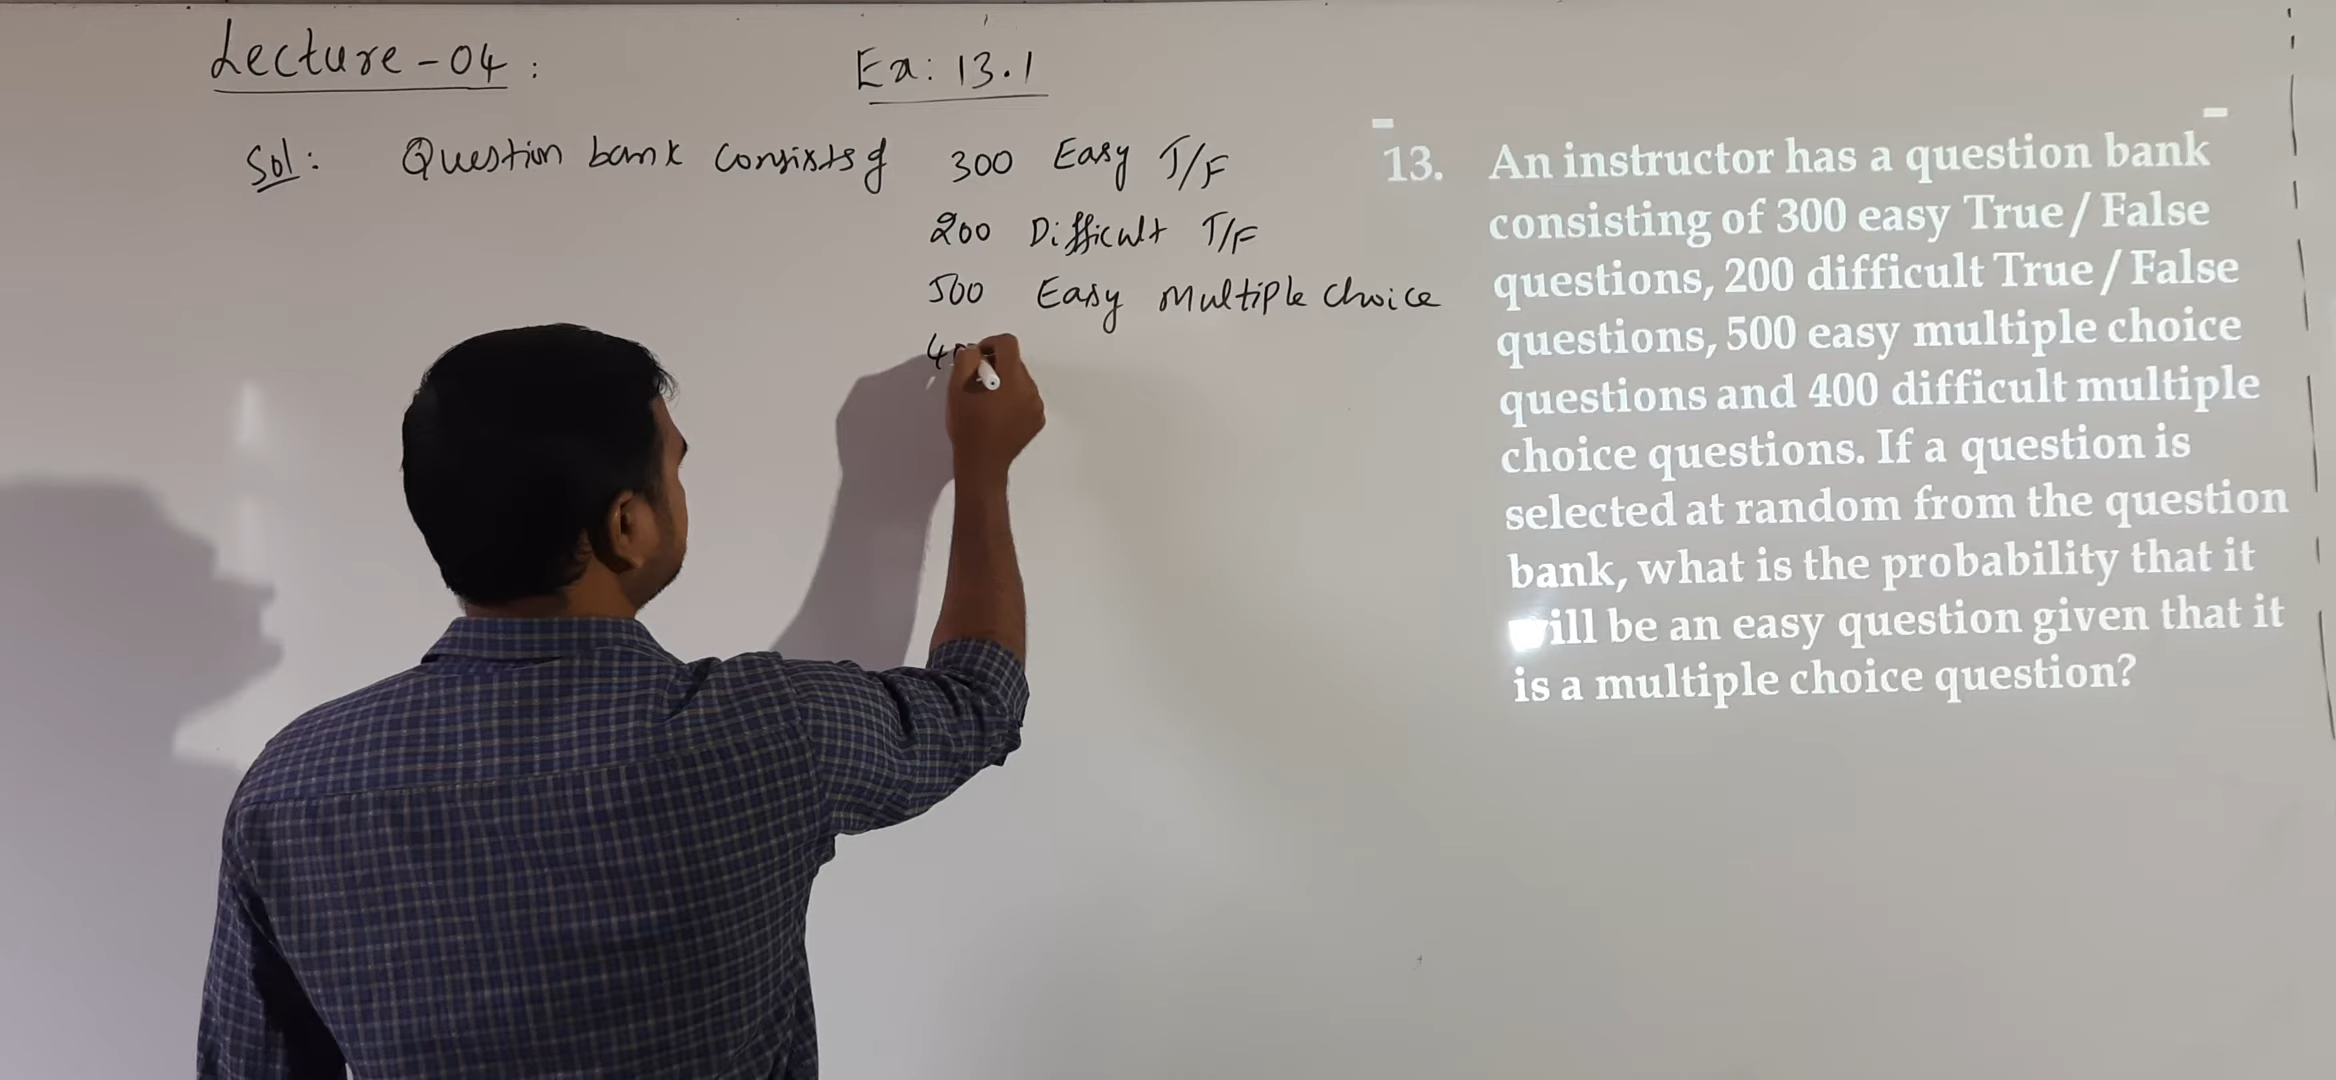 Lecture - 04 :
Ex: 13.1
Sol: Question bank consists of 300 Easy T/F
200 Difficult T/F
500 Easy Multiple choice
13. An instructor has a question bank
consisting of 300 easy True / False
questions, 200 difficult True / False
questions, 500 easy multiple choice
questions and 400 difficult multiple
choice questions. If a question is
selected at random from the question
bank, what is the probability that it
will be an easy question given that it
is a multiple choice question?